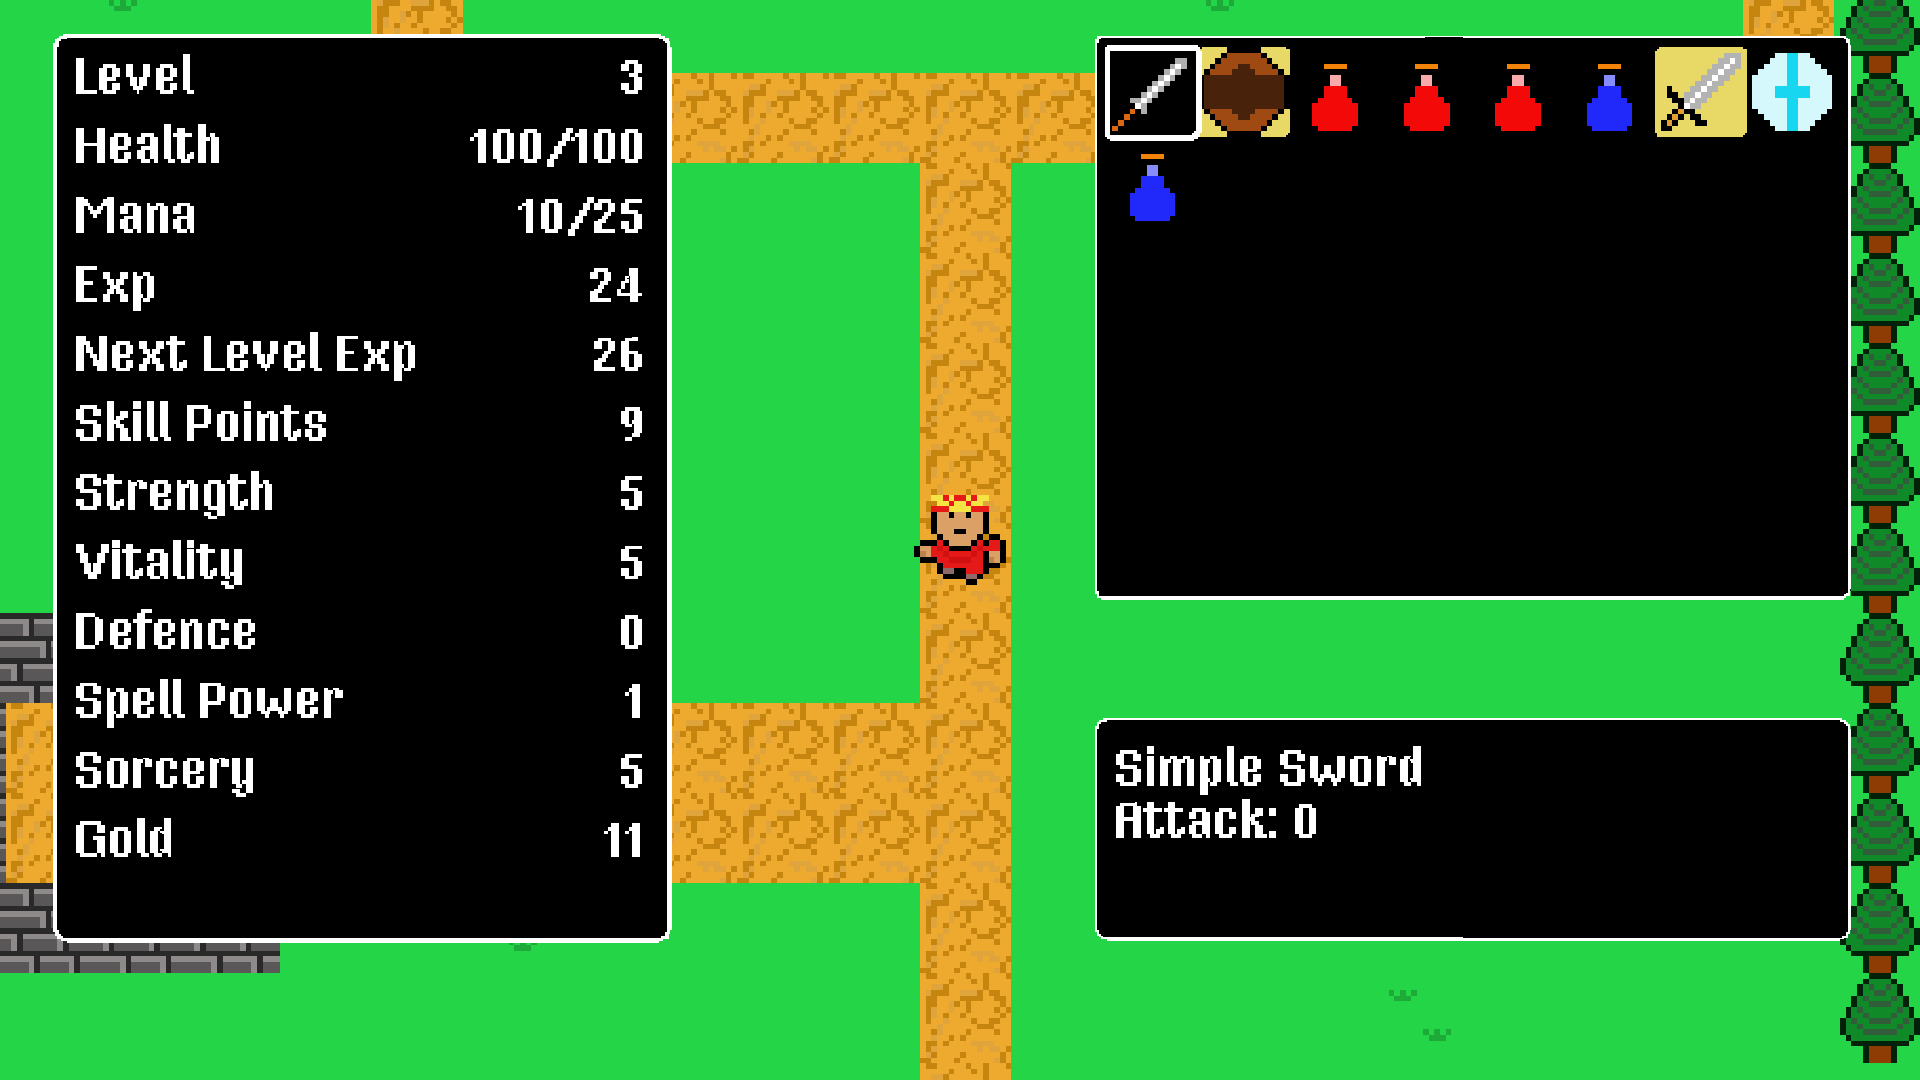 Level 3
Health 100/100
Mana 10/25
Exp 24
Next Level Exp 26
Skill Points 9
Strength 5
Vitality 5
Defence 0
Spell Power 1
Sorcery 5
Gold 11
Simple Sword
Attack: 0